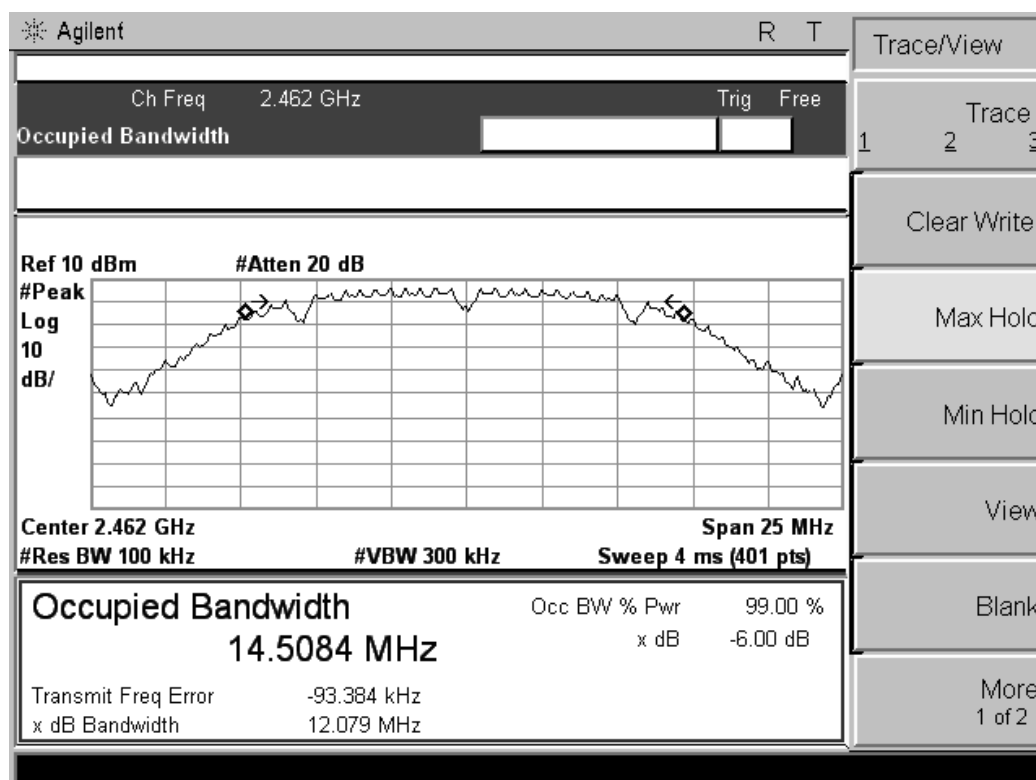 Agilent R T
Trace/View
Ch Freq 2.462 GHz Trig Free
Occupied Bandwidth
Trace
1 2 3
Clear Write
Max Hold
Min Hold
View
Blank
More
1 of 2
Ref 10 dBm #Atten 20 dB
#Peak
Log
10
dB/
Center 2.462 GHz Span 25 MHz
#Res BW 100 kHz #VBW 300 kHz Sweep 4 ms (401 pts)
Occupied Bandwidth
14.5084 MHz
Occ BW % Pwr 99.00 %
x dB -6.00 dB
Transmit Freq Error -93.384 kHz
x dB Bandwidth 12.079 MHz